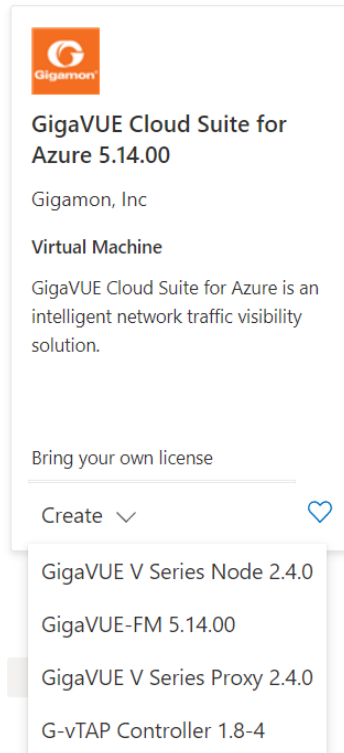 Gigamon
GigaVUE Cloud Suite for
Azure 5.14.00
Gigamon, Inc
Virtual Machine
GigaVUE Cloud Suite for Azure is an
intelligent network traffic visibility
solution.
Bring your own license
Create
GigaVUE V Series Node 2.4.0
GigaVUE-FM 5.14.00
GigaVUE V Series Proxy 2.4.0
G-vTAP Controller 1.8-4